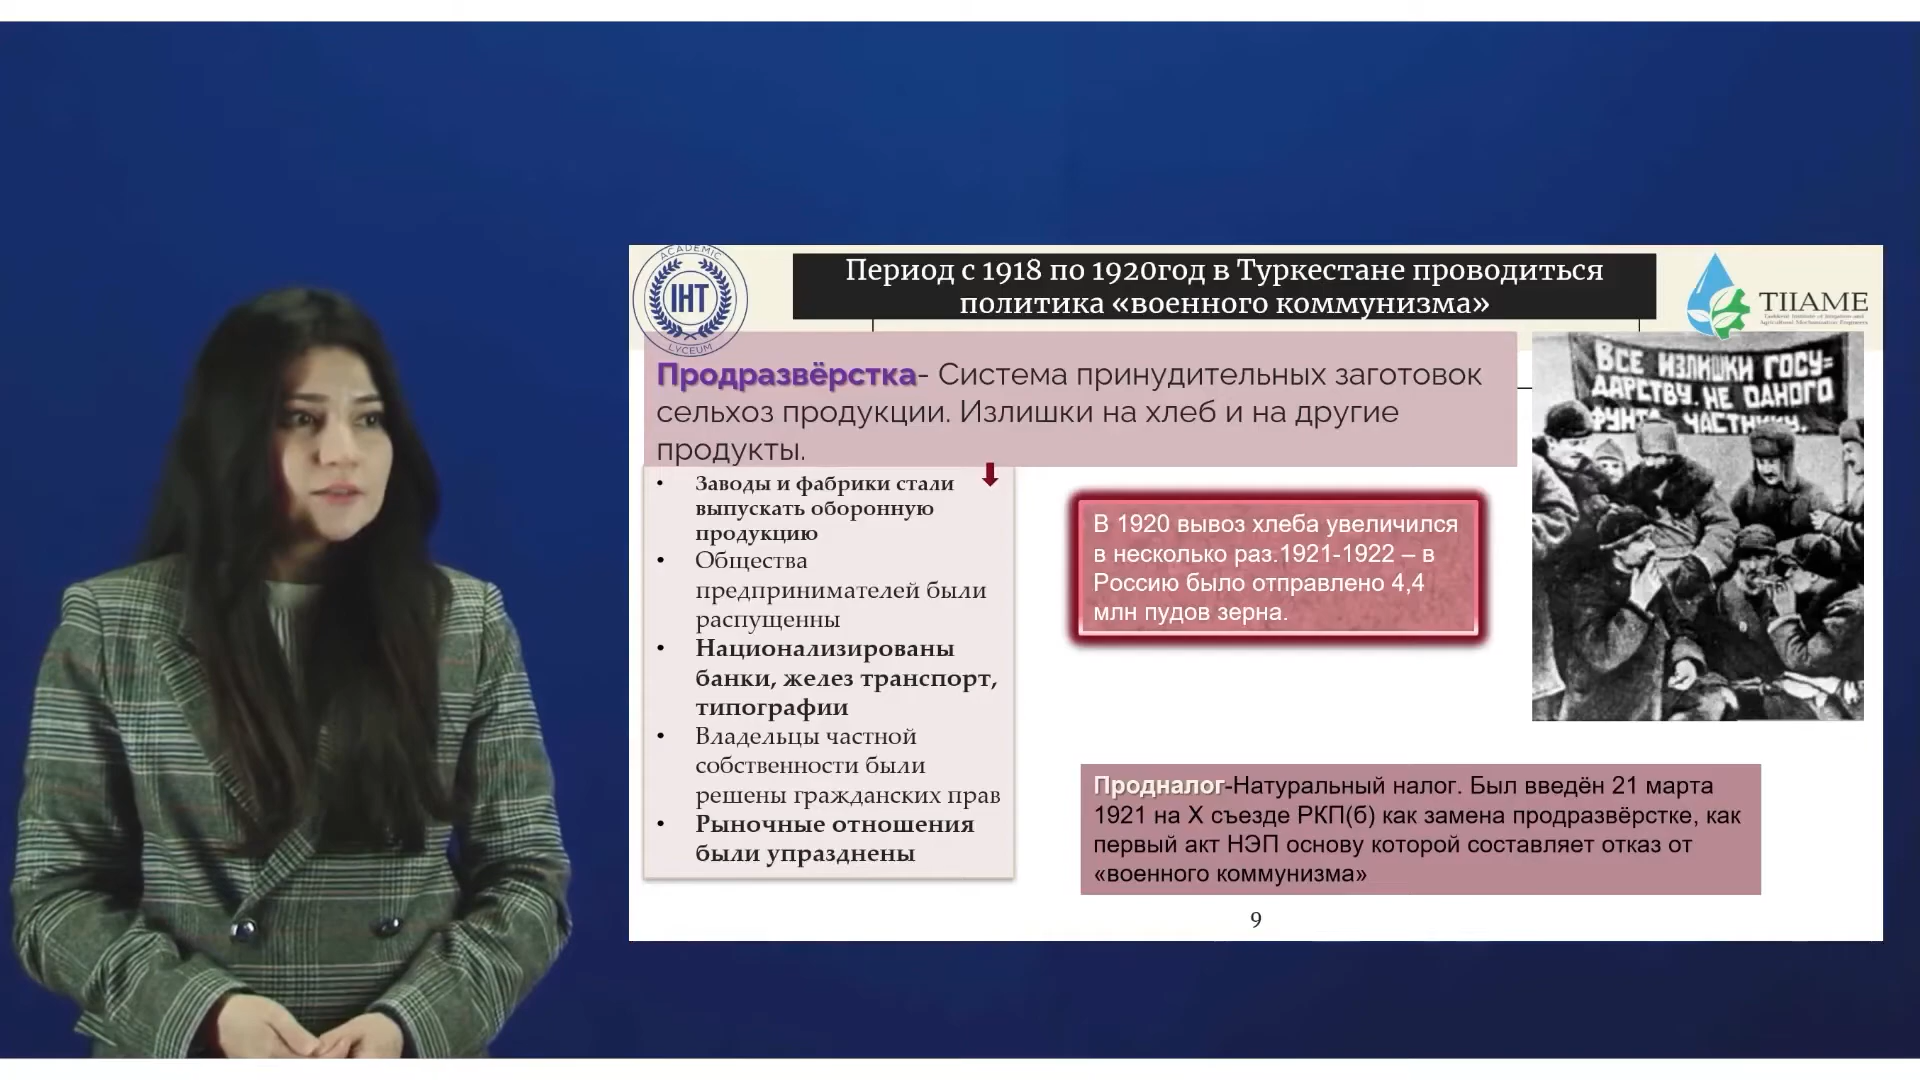 ACADEMIC
IHT
LYCEUM
Период с 1918 по 1920год в Туркестане проводиться
политика «военного коммунизма»
TIIAME
Продразвёрстка- Система принудительных заготовок
сельхоз продукции. Излишки на хлеб и на другие
продукты.
ВСЕ ИЗЛИШКИ ГОСУ=
ДАРСТВУ. НЕ ОДНОГО
ФУНТА ЧАСТНИКУ.
• Заводы и фабрики стали
выпускать оборонную
продукцию
• Общества
предпринимателей были
распущенны
• Национализированы
банки, желез транспорт,
типографии
• Владельцы частной
собственности были
решены гражданских прав
• Рыночные отношения
были упразднены
В 1920 вывоз хлеба увеличился
в несколько раз.1921-1922 – в
Россию было отправлено 4,4
млн пудов зерна.
Продналог-Натуральный налог. Был введён 21 марта
1921 на X съезде РКП(б) как замена продразвёрстке, как
первый акт НЭП основу которой составляет отказ от
«военного коммунизма»
9